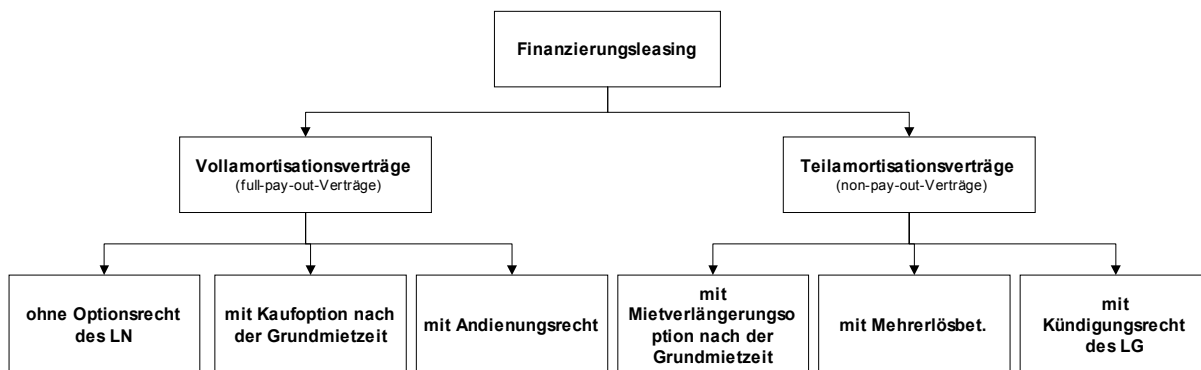 Finanzierungsleasing
Vollamortisationsverträge
(full-pay-out-Verträge)
Teilamortisationsverträge
(non-pay-out-Verträge)
ohne Optionsrecht
des LN
mit Kaufoption nach
der Grundmietzeit
mit Andienungsrecht
mit
Mietverlängerungso
ption nach der
Grundmietzeit
mit Mehrerlösbet.
mit
Kündigungsrecht
des LG